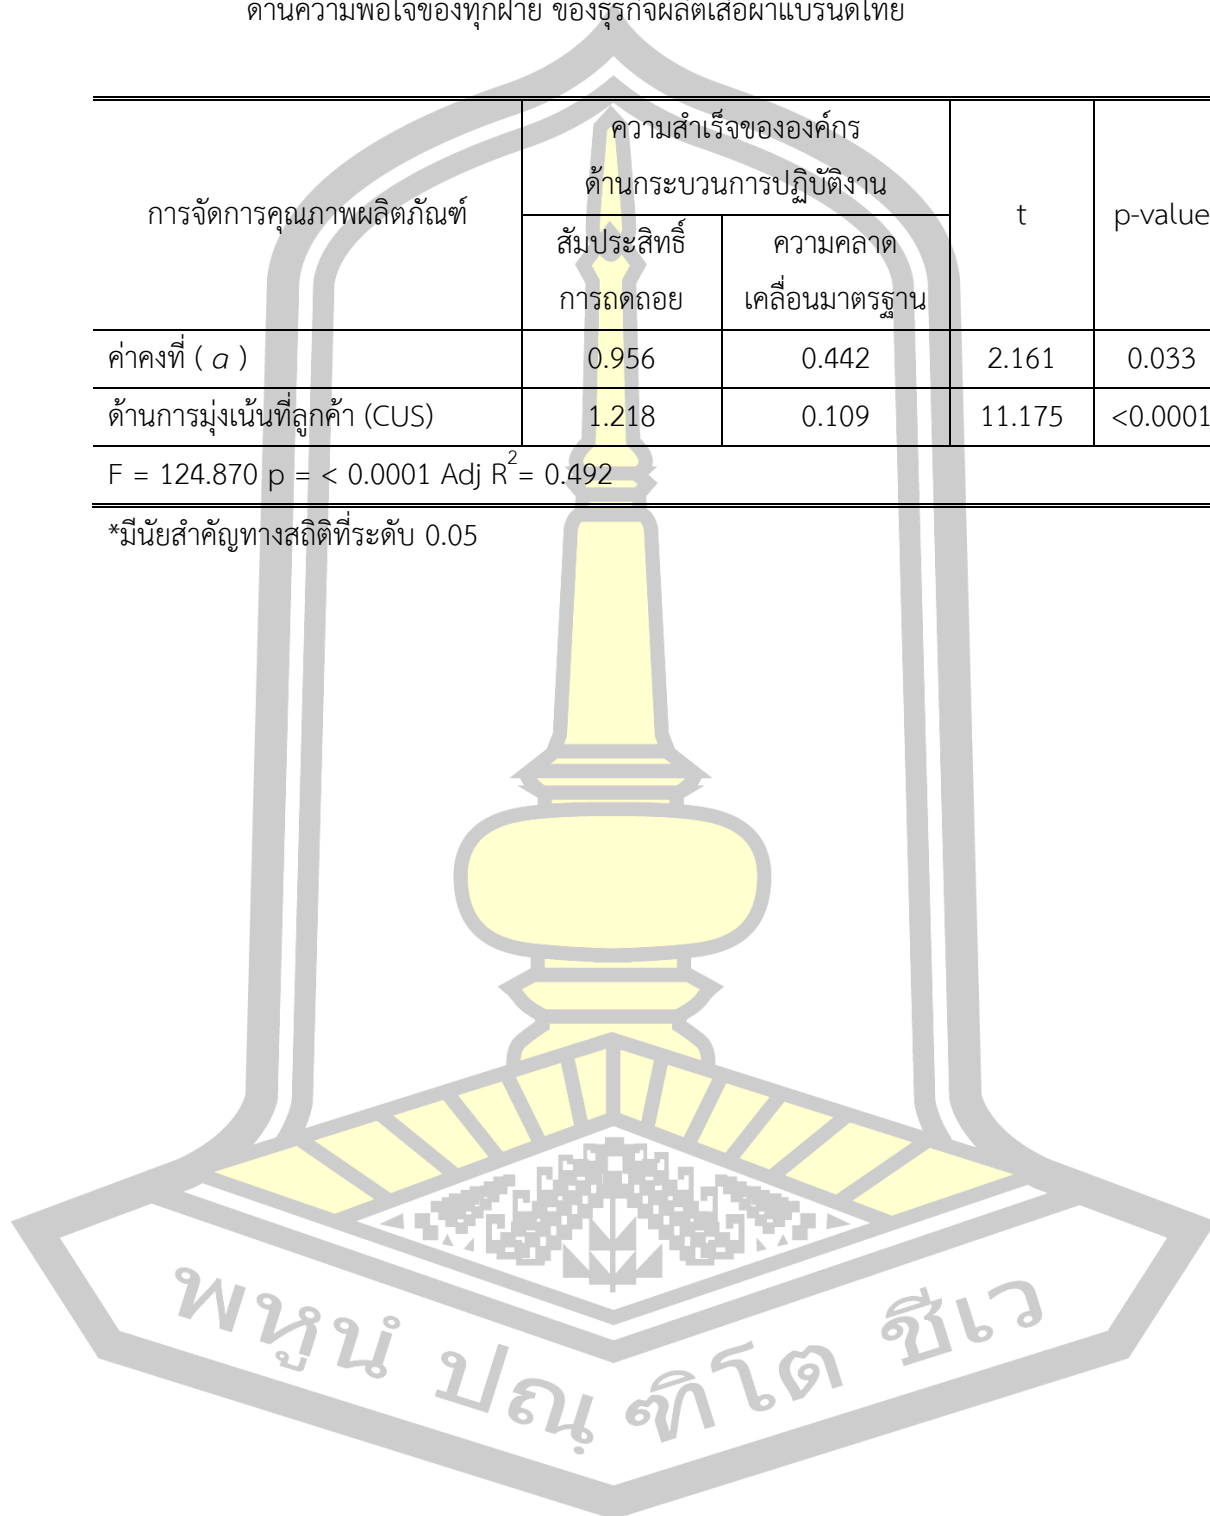 ด้านความพอใจของทุกฝ่าย ของธุรกิจผลิตเสื้อผ้าแบรนด์ไทย
การจัดการคุณภาพผลิตภัณฑ์
ความสำเร็จขององค์กร
ด้านกระบวนการปฏิบัติงาน
t
p-value
สัมประสิทธิ์
การถดถอย
ความคลาด
เคลื่อนมาตรฐาน
ค่าคงที่ ( a ) 0.956 0.442 2.161 0.033
ด้านการมุ่งเน้นที่ลูกค้า (CUS) 1.218 0.109 11.175 <0.0001
F = 124.870 p = < 0.0001 Adj R²= 0.492
*มีนัยสำคัญทางสถิติที่ระดับ 0.05
พหูนํ ปณฺฑิโต ชีเว